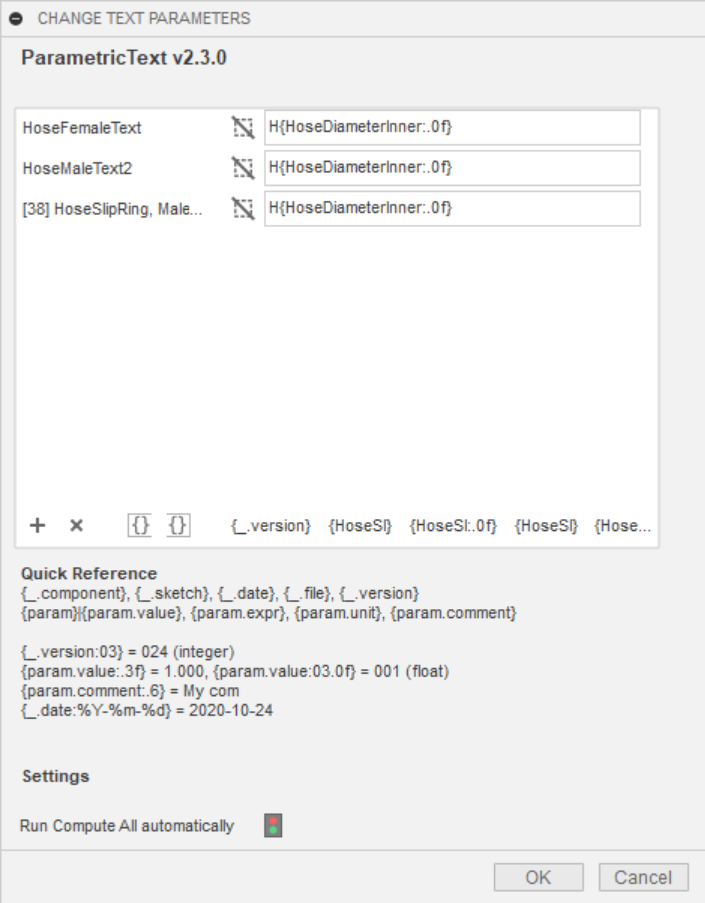 CHANGE TEXT PARAMETERS
ParametricText v2.3.0
HoseFemaleText H{HoseDiameterInner:.0f}
HoseMaleText2 H{HoseDiameterInner:.0f}
[38] HoseSlipRing, Male... H{HoseDiameterInner:.0f}
+ × {} {} {_.version} {HoseSl} {HoseSl:.0f} {HoseSl} {Hose...
Quick Reference
{_.component}, {_.sketch}, {_.date}, {_.file}, {_.version}
{param}|{param.value}, {param.expr}, {param.unit}, {param.comment}
{_.version:03} = 024 (integer)
{param.value:.3f} = 1.000, {param.value:03.0f} = 001 (float)
{param.comment:.6} = My com
{_.date:%Y-%m-%d} = 2020-10-24
Settings
Run Compute All automatically
OK Cancel